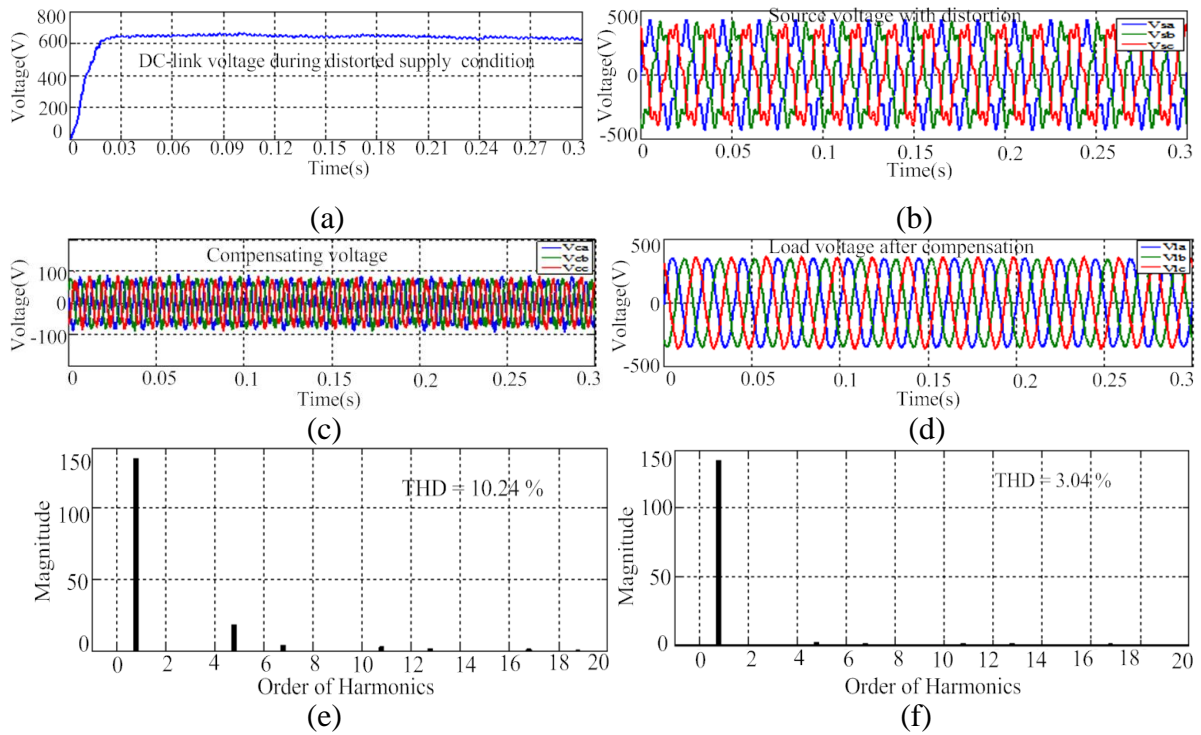 800
600
400
200
0
Voltage(V)
DC-link voltage during distorted supply condition
0 0.03 0.06 0.09 0.12 0.15 0.18 0.21 0.24 0.27 0.3
Time(s)
(a)
Source voltage with distortion
500
0
-500
Voltage(V)
Vsa
Vsb
Vsc
0 0.05 0.1 0.15 0.2 0.25 0.3
Time(s)
(b)
Compensating voltage
100
0
-100
Voltage(V)
Vca
Vcb
Vcc
0 0.05 0.1 0.15 0.2 0.25 0.3
Time(s)
(c)
Load voltage after compensation
500
0
-500
Voltage(V)
Vla
Vlb
Vlc
0 0.05 0.1 0.15 0.2 0.25 0.3
Time(s)
(d)
150
100
50
0
Magnitude
THD = 10.24 %
0 2 4 6 8 10 12 14 16 18 20
Order of Harmonics
(e)
150
100
50
0
Magnitude
THD = 3.04 %
0 2 4 6 8 10 12 14 16 18 20
Order of Harmonics
(f)